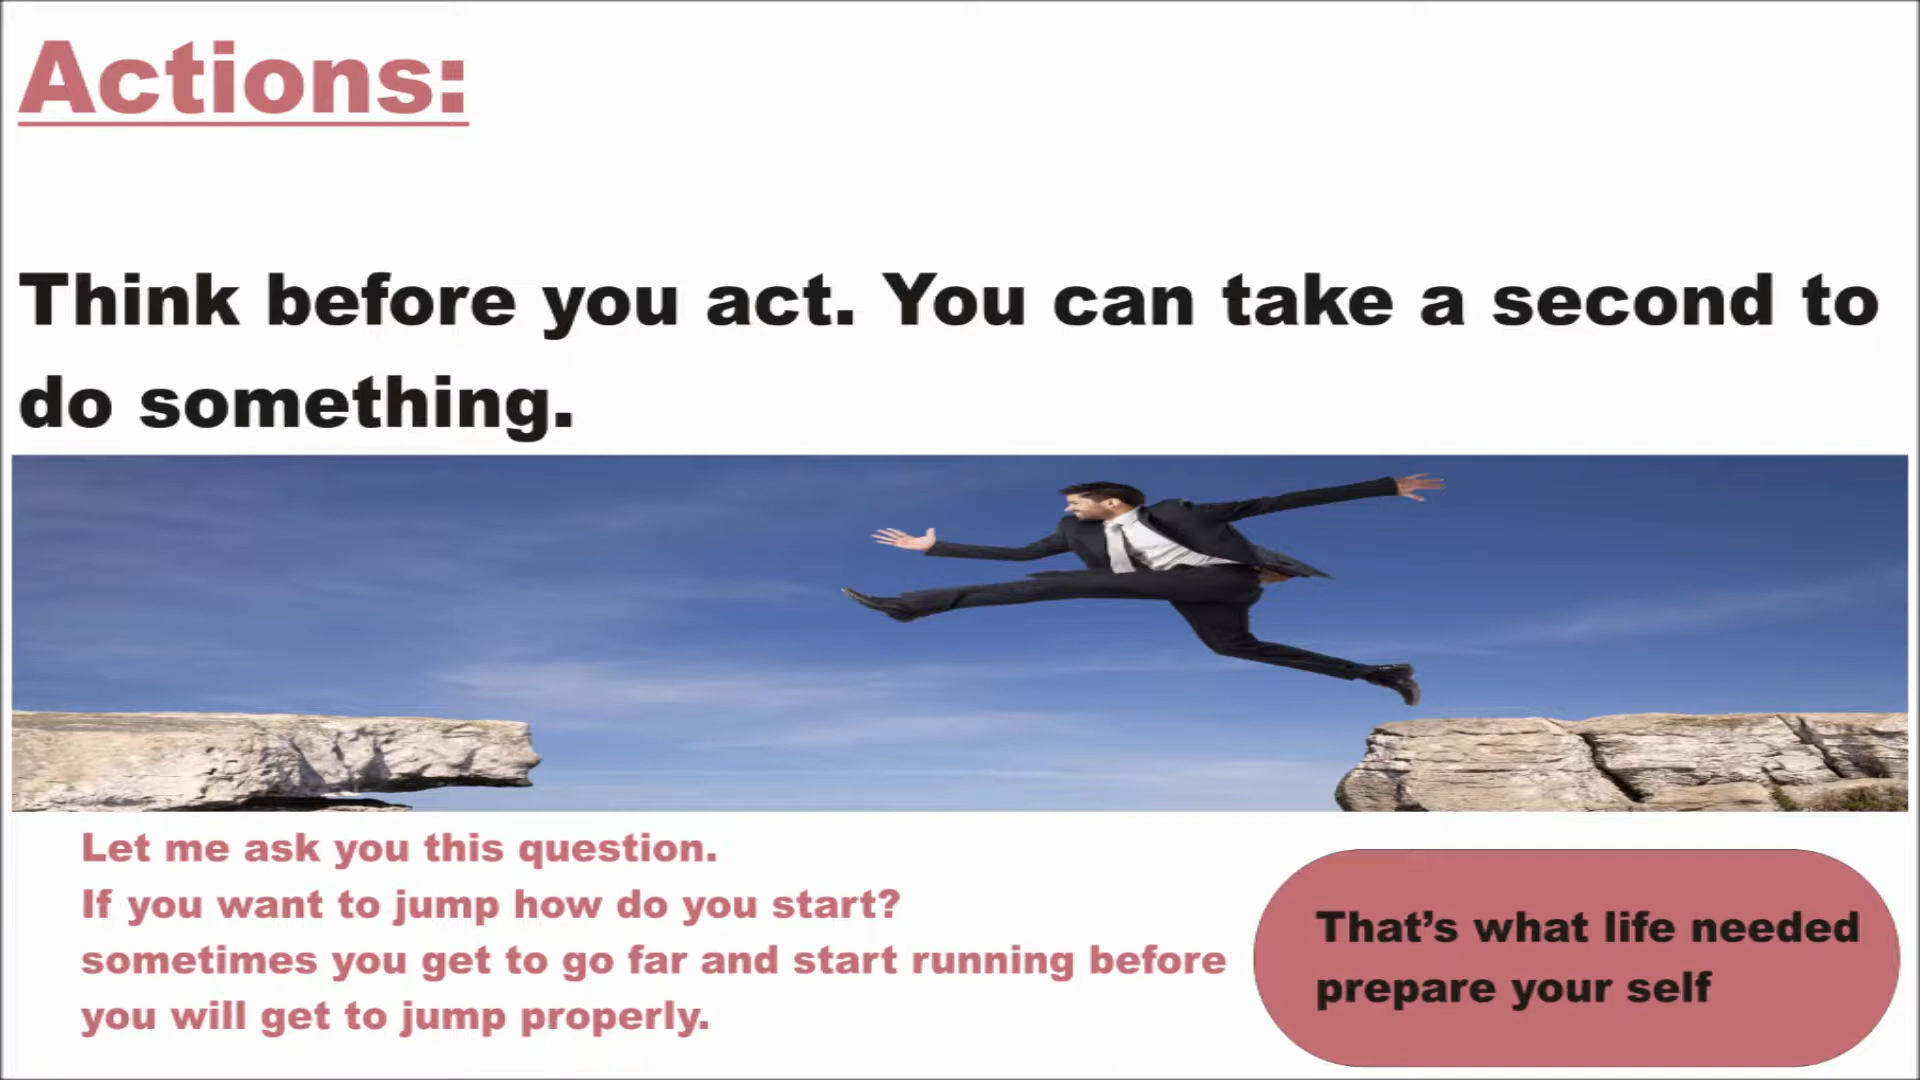 Actions:
Think before you act. You can take a second to
do something.
Let me ask you this question.
If you want to jump how do you start?
sometimes you get to go far and start running before
you will get to jump properly.
That’s what life needed
prepare your self